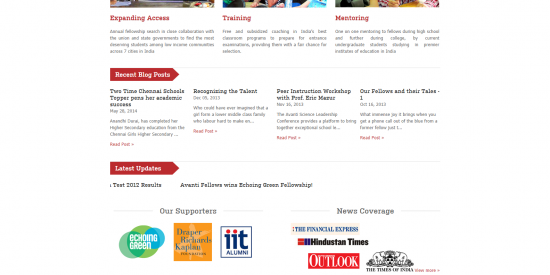 Expanding Access
Training
Mentoring
Annual fellowship search in close collaboration with
the union and state governments to find the most
deserving students among low income communities
across 7 cities in India
Free and subsidized coaching in India's best
classroom programs to prepare for entrance
examinations, providing them with a fair chance for
selection.
One on one mentoring to fellows during high school
and further during college, by current
undergraduate students studying in premier
institutes of education in India
Recent Blog Posts
Two Time Chennai Schools
Topper pens her academic
success
May 28, 2014
Anandhi Durai, has completed her
Higher Secondary education from the
Chennai Girls Higher Secondary ...
Read Post »
Recognizing the Talent
Dec 05, 2013
Who could have ever imagined that a
girl form a lower middle class family
who labour hard to make an...
Read Post »
Peer Instruction Workshop
with Prof. Eric Mazur
Nov 16, 2013
The Avanti Science Leadership
Conference provides a platform to bring
together exceptional school le...
Read Post »
Our Fellows and their Tales -
1
Oct 16, 2013
What immense joy it brings when you
get a phone call out of the blue from a
former fellow just t...
Read Post »
Latest Updates
Test 2012 Results
Avanti Fellows wins Echoing Green Fellowship!
Our Supporters
News Coverage
ECHOING
GREEN
Draper
Richards
Kaplan
FOUNDATION
iit
ALUMNI
THE FINANCIAL EXPRESS
Hindustan Times
OUTLOOK
THE TIMES OF INDIA
View more »